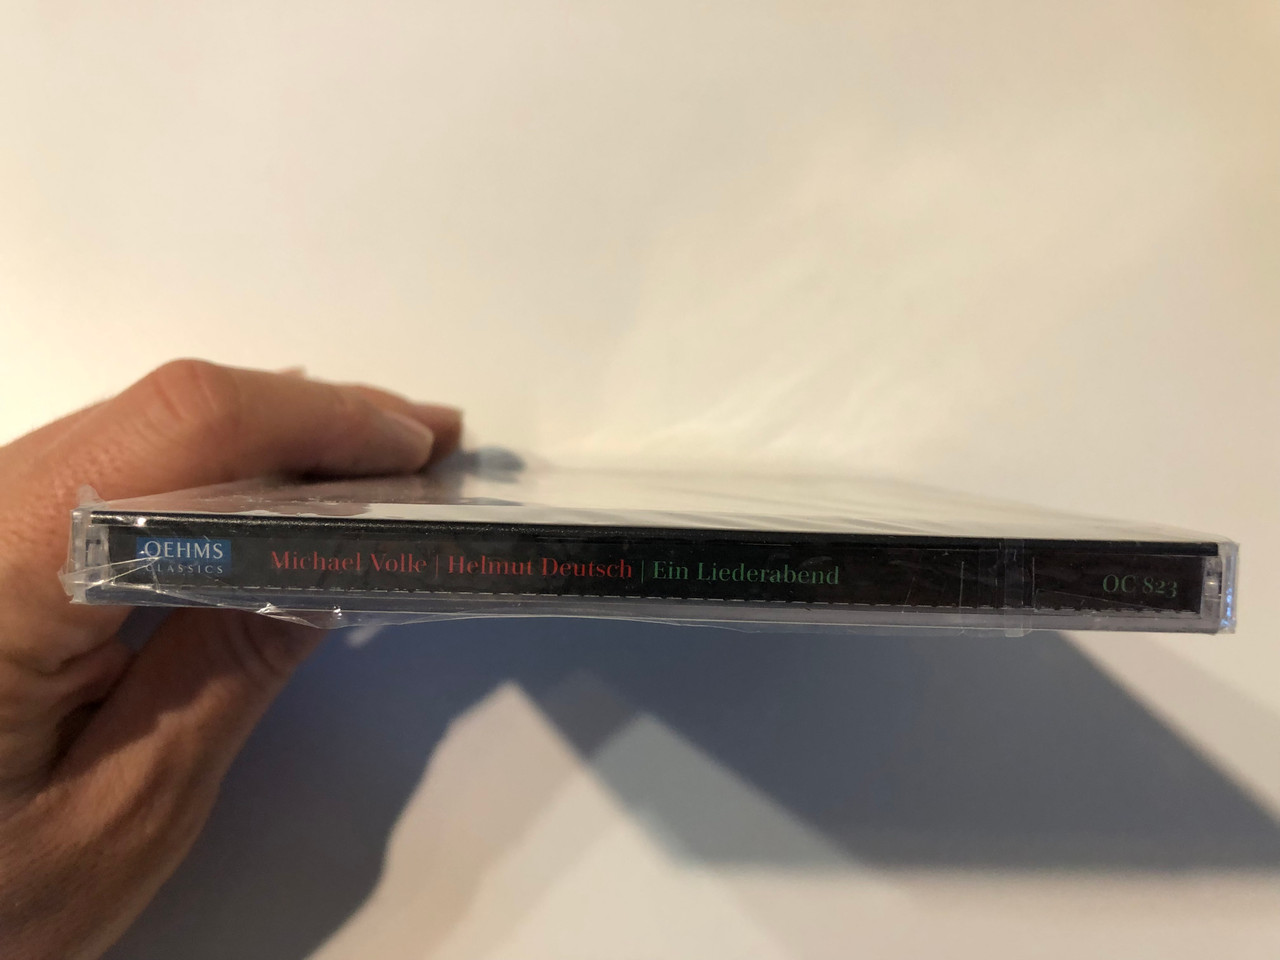 OEHMS
CLASSICS
Michael Volle | Helmut Deutsch | Ein Liederabend
OC 823